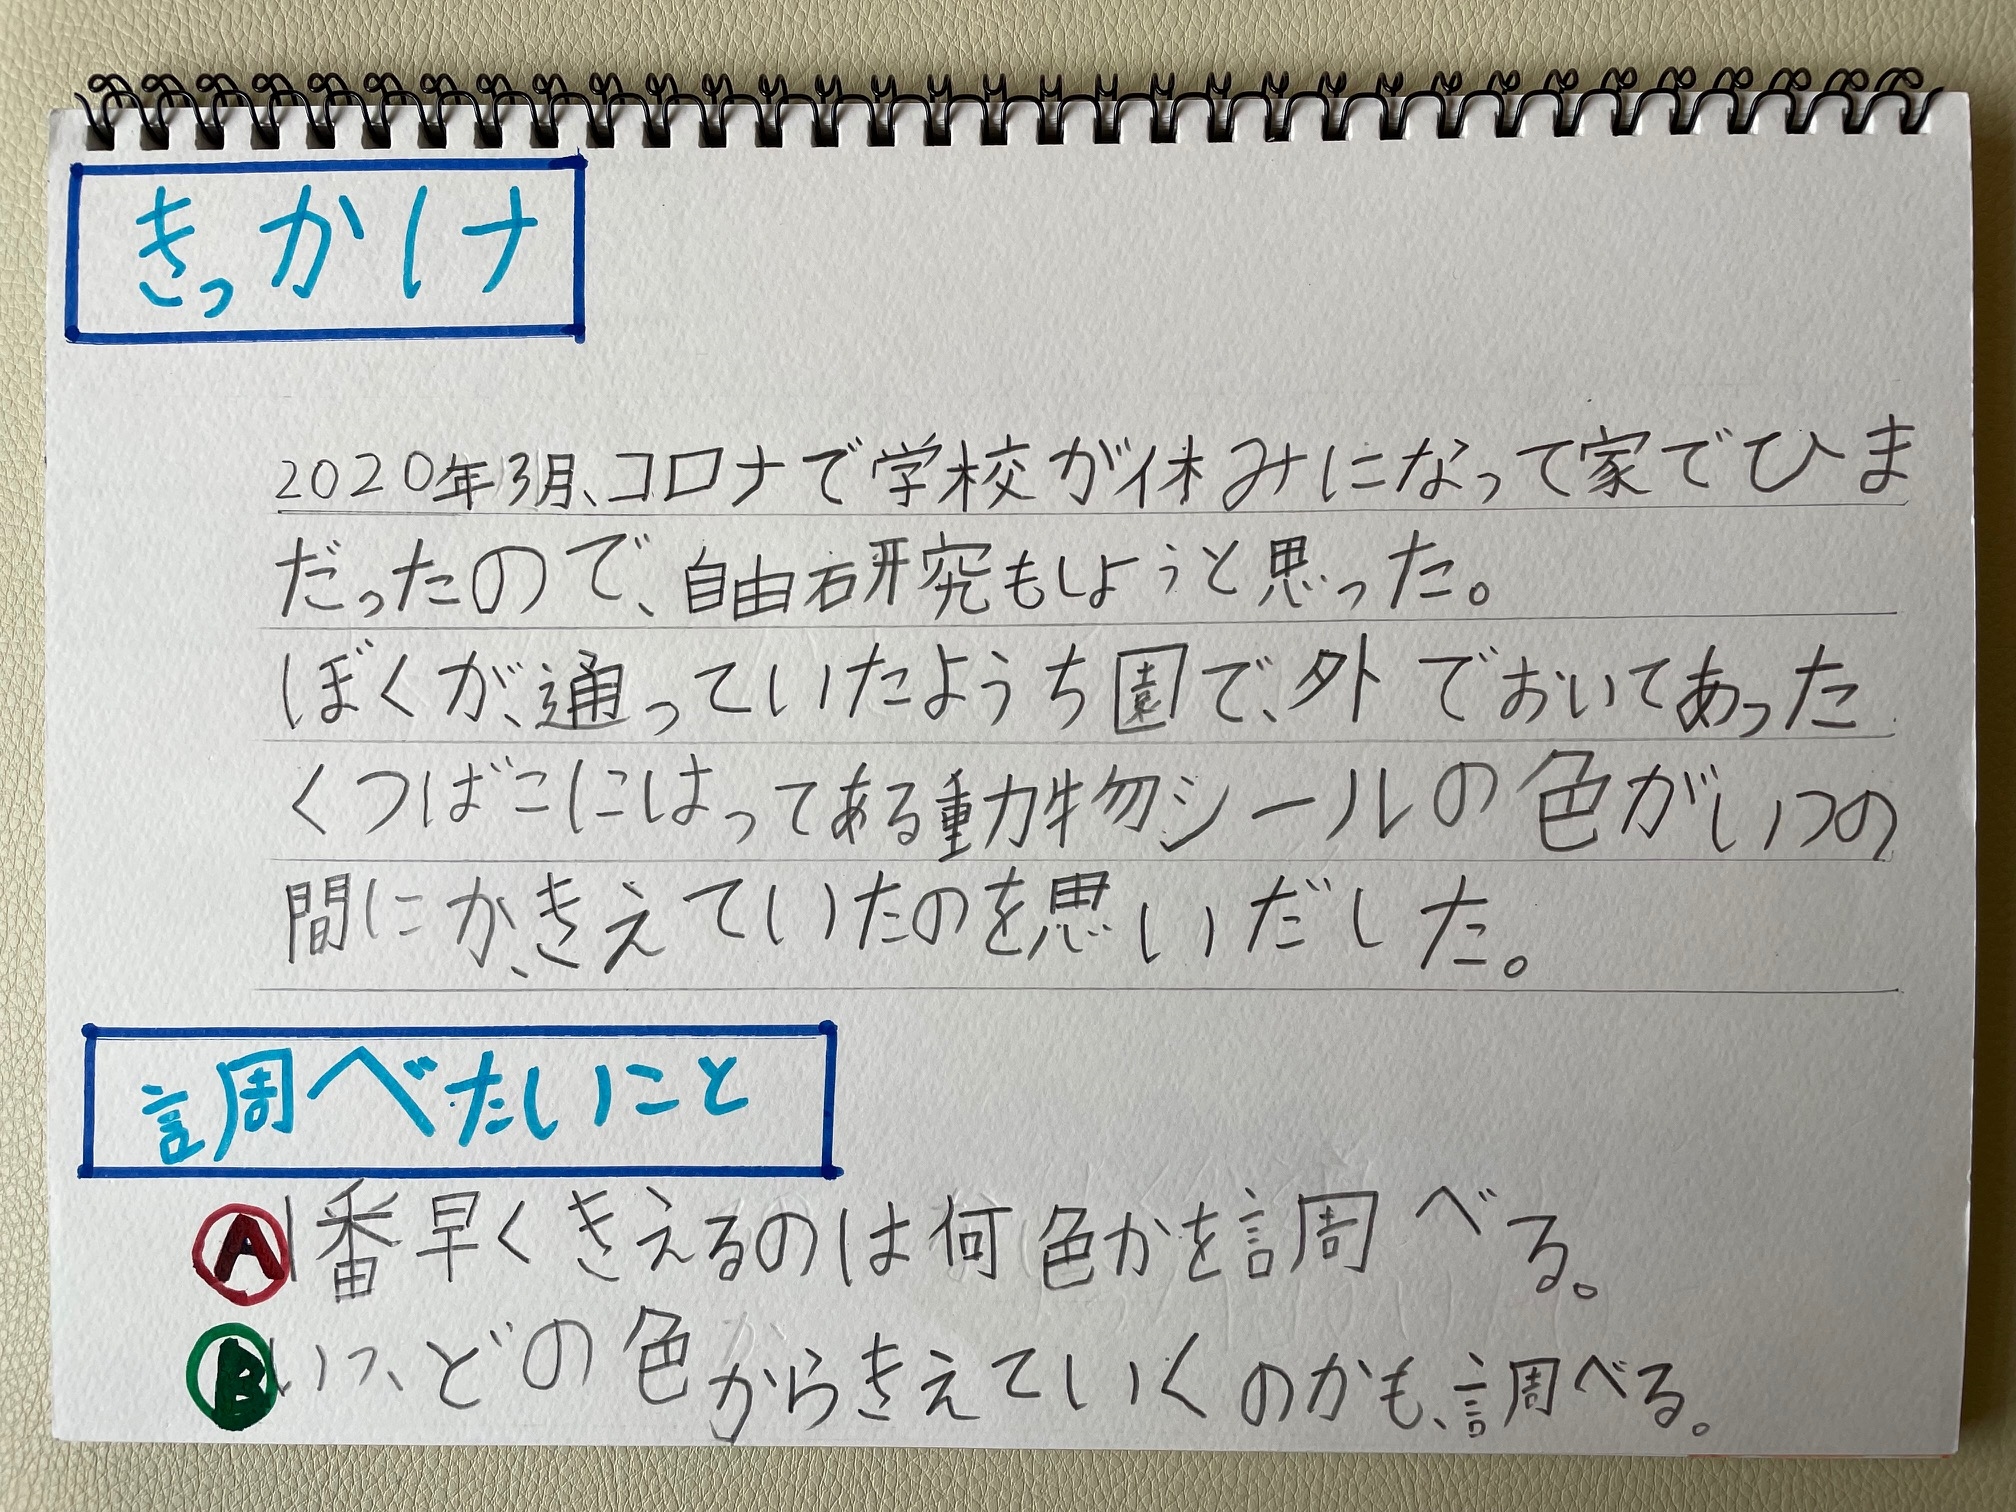 きっかけ
2020年3月、コロナで学校が休みになって家でひま
だったので、自由研究もしようと思った。
ぼくが、通っていたようち園で、外でおいてあった
くつばこにはってある動物シールの色がいつの
間にか、きえていたのを思いだした。
調べたいこと
A 1番早くきえるのは何色かを調べる。
B いつ、どの色からきえていくのかも、調べる。